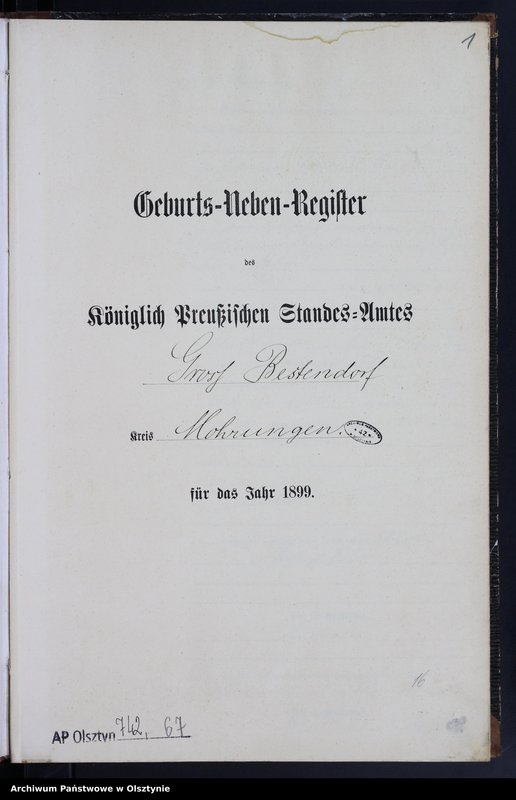 1
Geburts-Neben-Register
des
Königlich Preußischen Standes-Amtes
Gross Bestendorf
Kreis Mohrungen.
für das Jahr 1899.
16
AP Olsztyn 742, 67
Archiwum Państwowe w Olsztynie